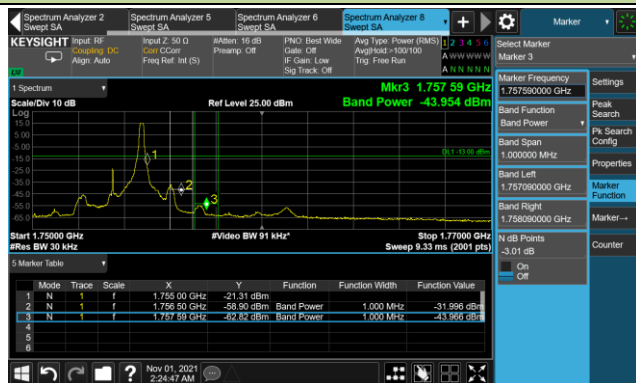 Spectrum Analyzer 2
Swept SA
Spectrum Analyzer 5
Swept SA
Spectrum Analyzer 6
Swept SA
Spectrum Analyzer 8
Swept SA
Marker
KEYSIGHT
Input: RF
Coupling: DC
Align: Auto
Input Z: 50 Ω
Corr CCorr
Freq Ref: Int (S)
#Atten: 16 dB
Preamp: Off
PNO: Best Wide
Gate: Off
IF Gain: Low
Sig Track: Off
Avg Type: Power (RMS)
Avg|Hold >100/100
Trig: Free Run
1 2 3 4 5 6
A W W W W W
A N N N N N
Select Marker
Marker 3
1 Spectrum
Mkr3 1.757 59 GHz
Scale/Div 10 dB
Ref Level 25.00 dBm
Band Power -43.954 dBm
Log
15.0
5.00
-5.00
-15.0
-25.0
-35.0
-45.0
-55.0
-65.0
DL1 -13.00 dBm
1
2
3
Start 1.75000 GHz
#Video BW 91 kHz*
Stop 1.77000 GHz
#Res BW 30 kHz
Sweep 9.33 ms (2001 pts)
Marker Frequency
1.757590000 GHz
Band Function
Band Power
Band Span
1.000000 MHz
Band Left
1.757090000 GHz
Band Right
1.758090000 GHz
N dB Points
-3.01 dB
On
Off
Settings
Peak
Search
Pk Search
Config
Properties
Marker
Function
Marker→
Counter
5 Marker Table
Mode Trace Scale X Y Function Function Width Function Value
1 N 1 f 1.755 00 GHz -21.31 dBm
2 N 1 f 1.756 50 GHz -58.90 dBm Band Power 1.000 MHz -31.996 dBm
3 N 1 f 1.757 59 GHz -62.82 dBm Band Power 1.000 MHz -43.966 dBm
4
5
6
Nov 01, 2021
2:24:47 AM